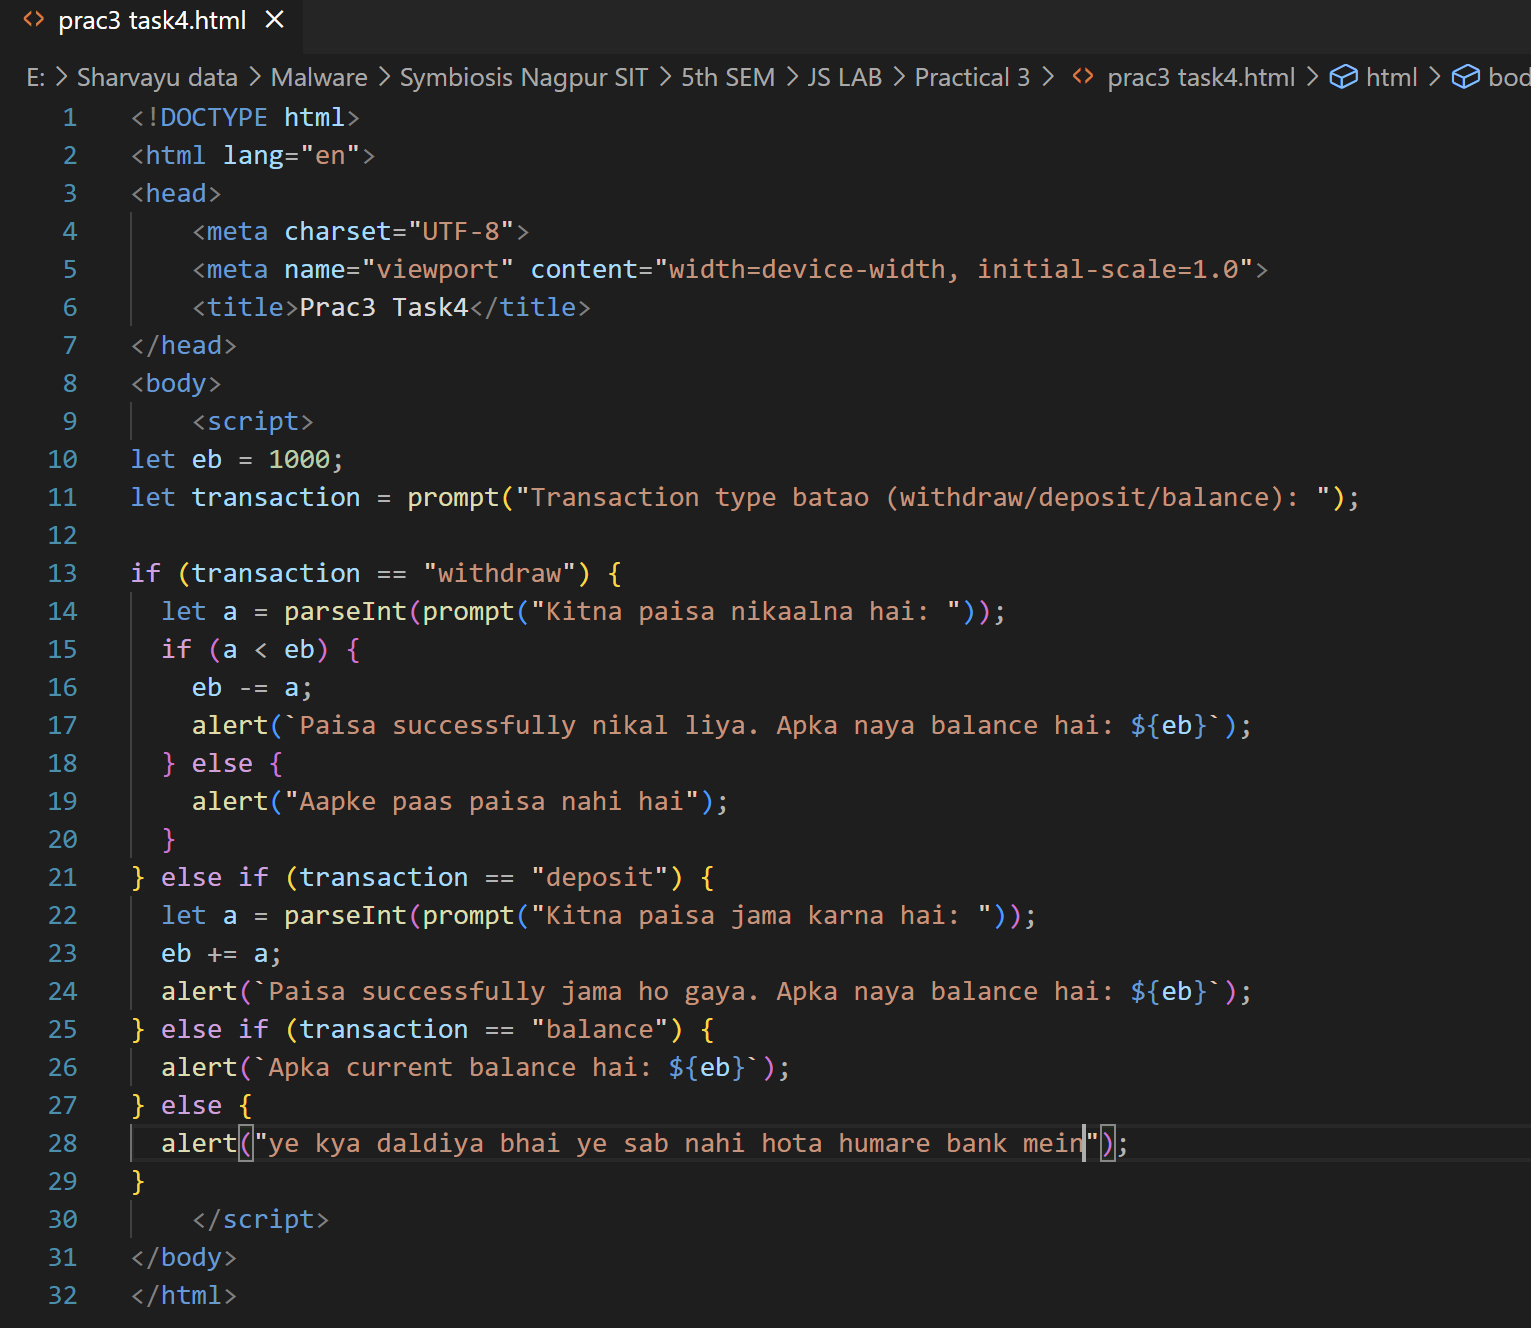 prac3 task4.html
E: > Sharvayu data > Malware > Symbiosis Nagpur SIT > 5th SEM > JS LAB > Practical 3 > prac3 task4.html > html > bod
1 <!DOCTYPE html>
2 <html lang="en">
3 <head>
4     <meta charset="UTF-8">
5     <meta name="viewport" content="width=device-width, initial-scale=1.0">
6     <title>Prac3 Task4</title>
7 </head>
8 <body>
9     <script>
10 let eb = 1000;
11 let transaction = prompt("Transaction type batao (withdraw/deposit/balance): ");
12
13 if (transaction == "withdraw") {
14   let a = parseInt(prompt("Kitna paisa nikaalna hai: "));
15   if (a < eb) {
16     eb -= a;
17     alert(`Paisa successfully nikal liya. Apka naya balance hai: ${eb}`);
18   } else {
19     alert("Aapke paas paisa nahi hai");
20   }
21 } else if (transaction == "deposit") {
22   let a = parseInt(prompt("Kitna paisa jama karna hai: "));
23   eb += a;
24   alert(`Paisa successfully jama ho gaya. Apka naya balance hai: ${eb}`);
25 } else if (transaction == "balance") {
26   alert(`Apka current balance hai: ${eb}`);
27 } else {
28   alert("ye kya daldiya bhai ye sab nahi hota humare bank mein");
29 }
30     </script>
31 </body>
32 </html>